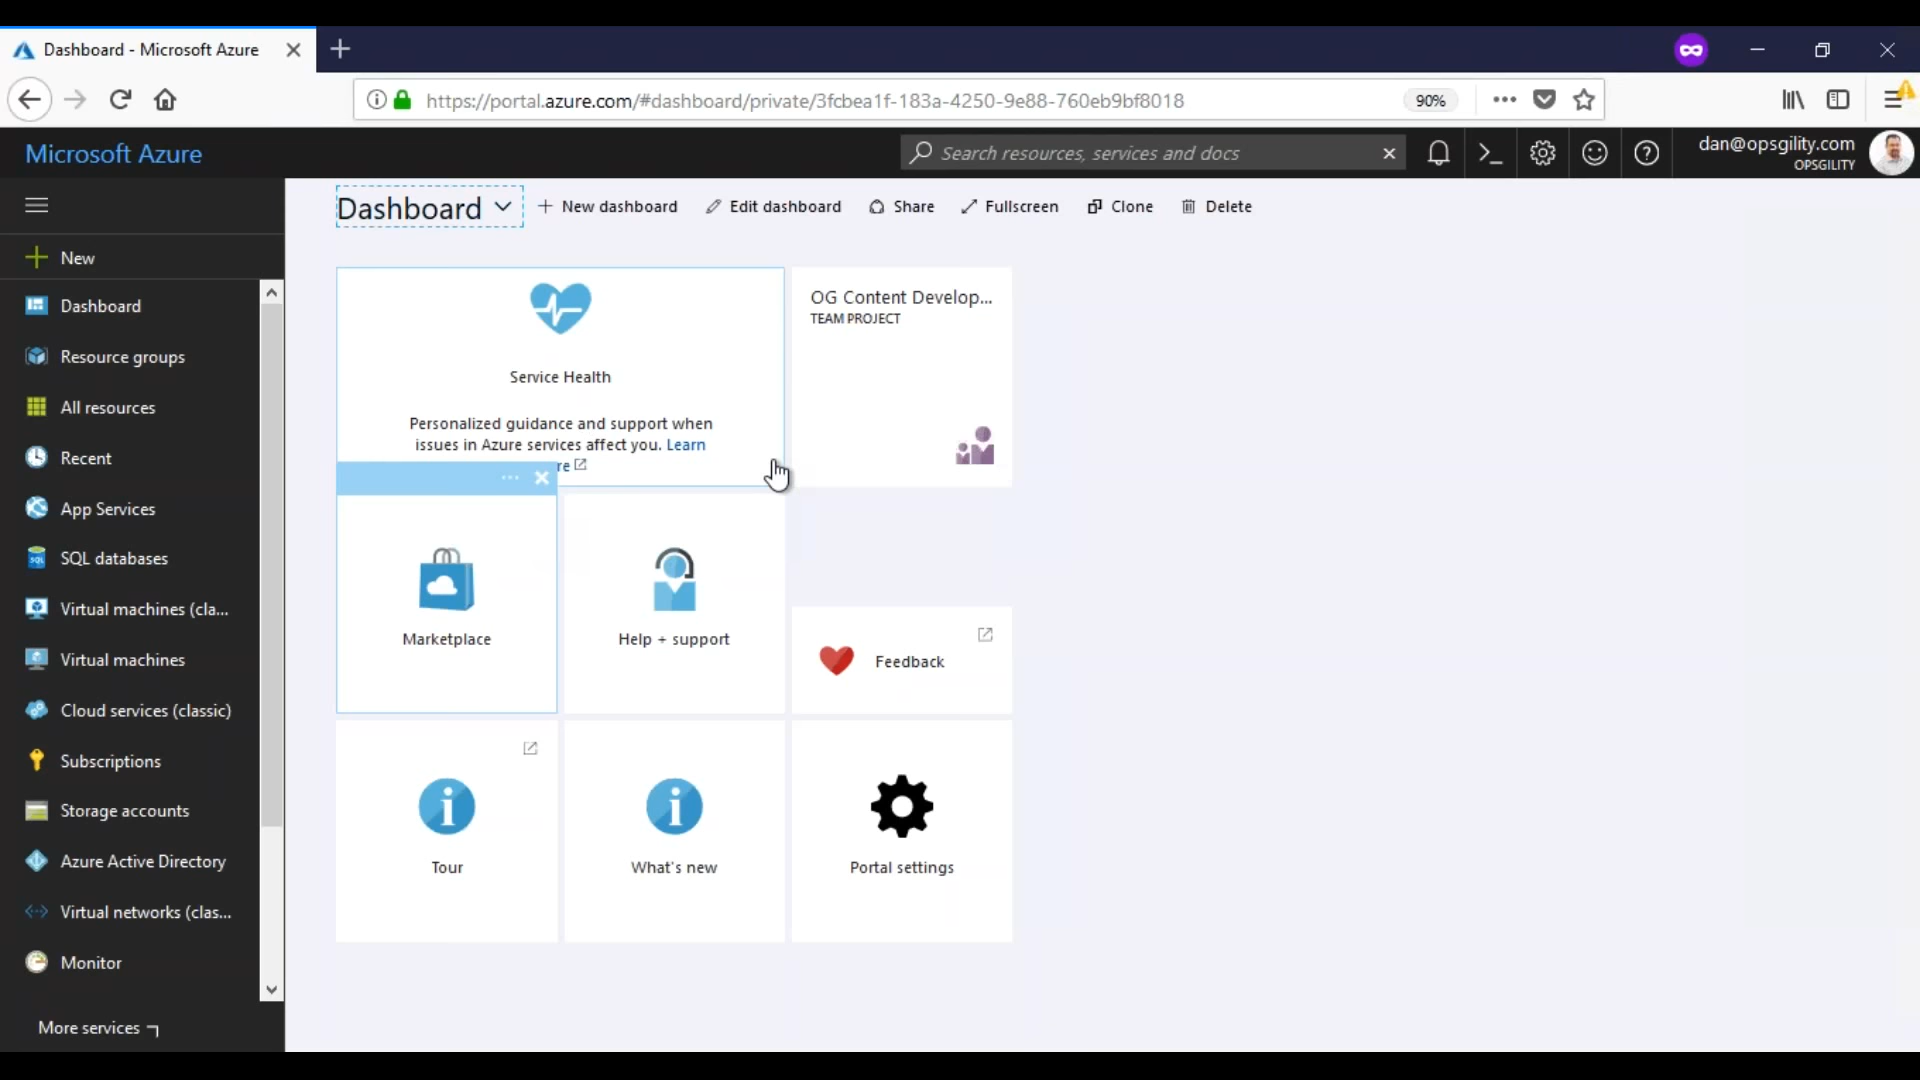 Dashboard - Microsoft Azure
https://portal.azure.com/#dashboard/private/3fcbea1f-183a-4250-9e88-760eb9bf8018
90%
Microsoft Azure
Search resources, services and docs
dan@opsgility.com
OPSGILITY
Dashboard
New dashboard
Edit dashboard
Share
Fullscreen
Clone
Delete
New
Dashboard
Resource groups
All resources
Recent
App Services
SQL databases
Virtual machines (cla...
Virtual machines
Cloud services (classic)
Subscriptions
Storage accounts
Azure Active Directory
Virtual networks (clas...
Monitor
More services
Service Health
Personalized guidance and support when
issues in Azure services affect you. Learn
re
OG Content Develop...
TEAM PROJECT
Marketplace
Help + support
Feedback
Tour
What's new
Portal settings